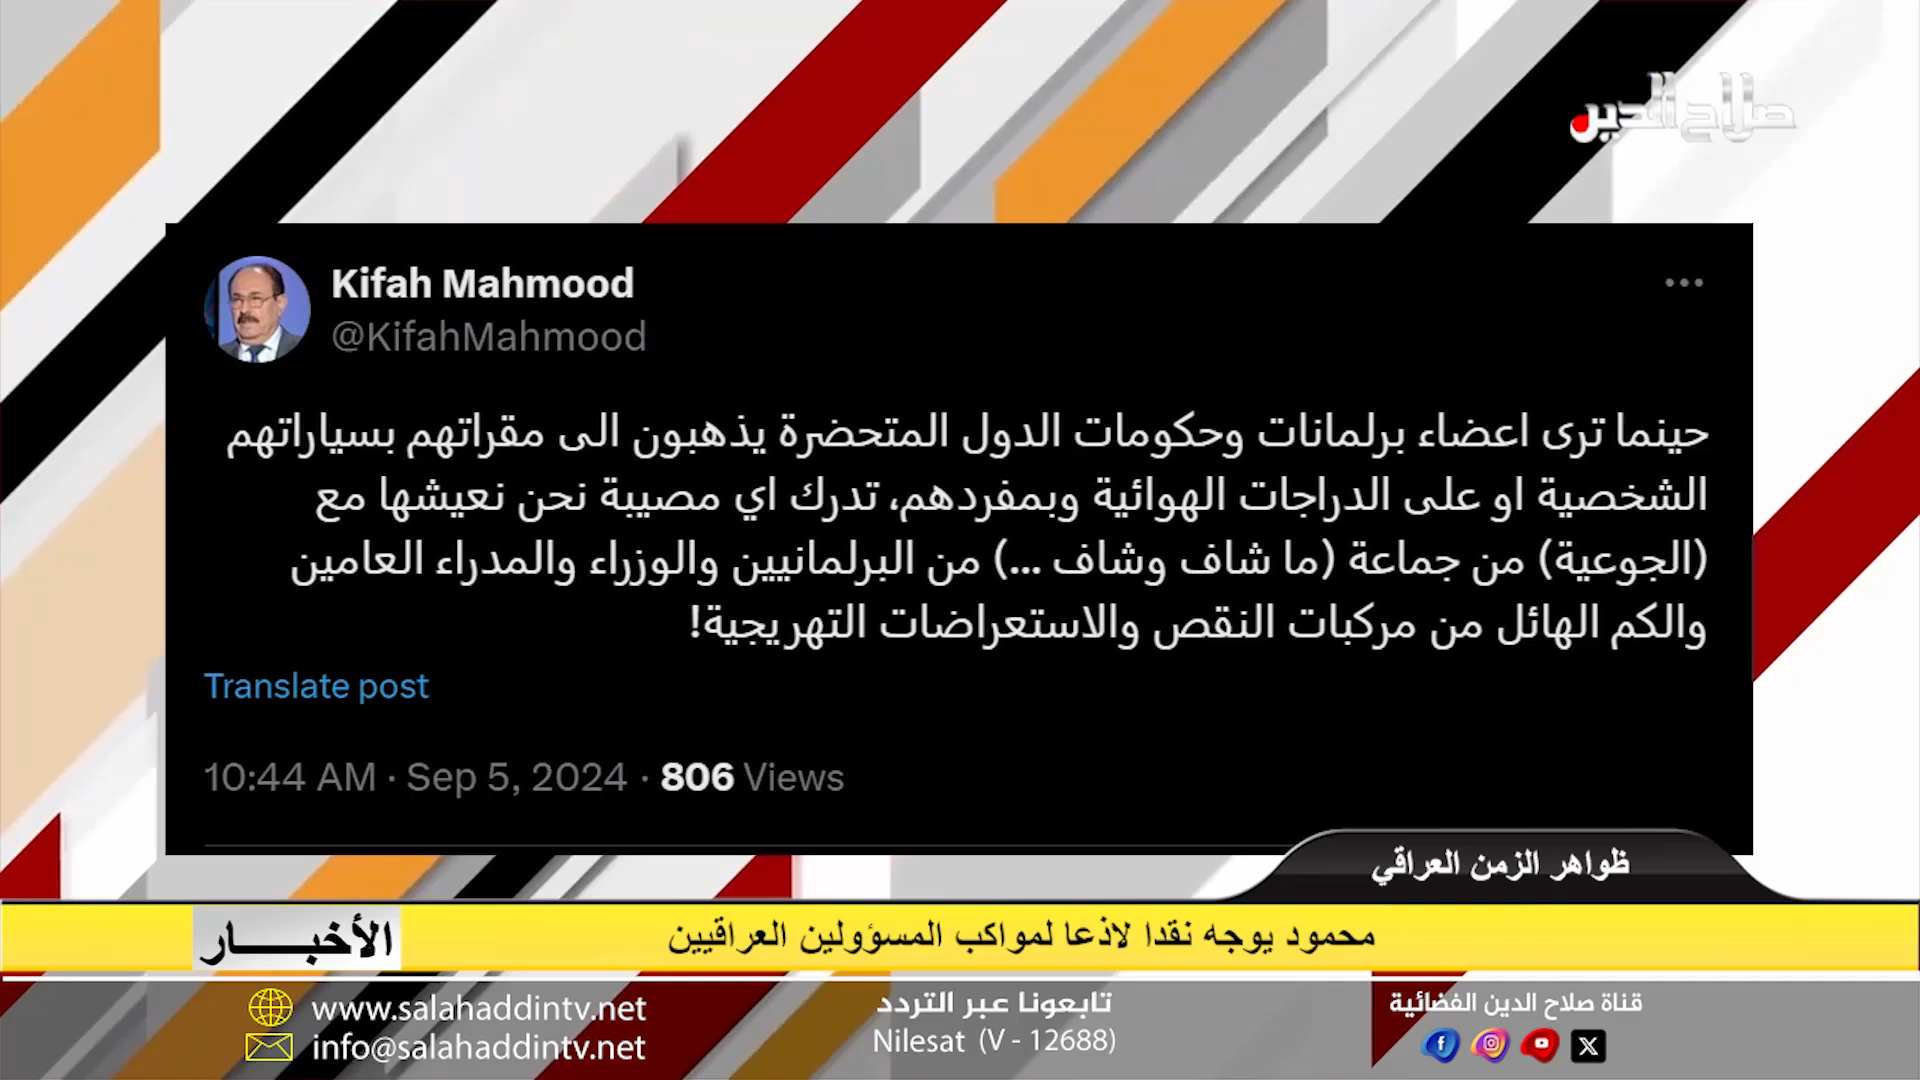 صلاح الدين
Kifah Mahmood
@KifahMahmood
حينما ترى اعضاء برلمانات وحكومات الدول المتحضرة يذهبون الى مقراتهم بسياراتهم
الشخصية او على الدراجات الهوائية وبمفردهم، تدرك اي مصيبة نحن نعيشها مع
(الجوعية) من جماعة (ما شاف وشاف ...) من البرلمانيين والوزراء والمدراء العامين
والكم الهائل من مركبات النقص والاستعراضات التهريجية!
Translate post
10:44 AM · Sep 5, 2024 · 806 Views
ظواهر الزمن العراقي
محمود يوجه نقدا لاذعا لمواكب المسؤولين العراقيين
الأخبـــــار
قناة صلاح الدين الفضائية
تابعونا عبر التردد
Nilesat (V - 12688)
www.salahaddintv.net
info@salahaddintv.net